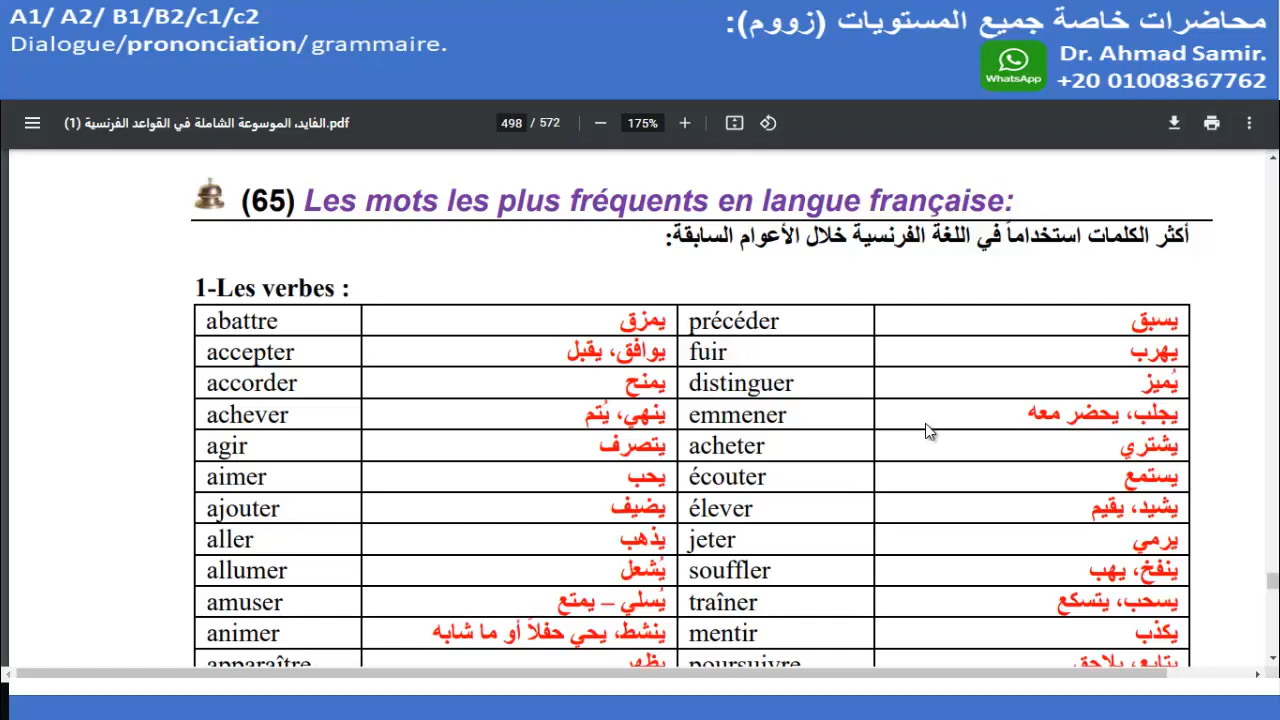 A1/ A2/ B1/B2/c1/c2
Dialogue/prononciation/grammaire.
محاضرات خاصة جميع المستويات (زووم):
Dr. Ahmad Samir.
WhatsApp
+20 01008367762
الفايد، الموسوعة الشاملة في القواعد الفرنسية (1).pdf
498 / 572
175%
(65) Les mots les plus fréquents en langue française:
أكثر الكلمات استخداماً في اللغة الفرنسية خلال الأعوام السابقة:
1-Les verbes :
abattre يمزق précéder يسبق
accepter يوافق، يقبل fuir يهرب
accorder يمنح distinguer يُميز
achever ينهي، يُتم emmener يجلب، يحضر معه
agir يتصرف acheter يشتري
aimer يحب écouter يستمع
ajouter يضيف élever يشيد، يقيم
aller يذهب jeter يرمي
allumer يُشعل souffler ينفخ، يهب
amuser يُسلي – يمتع traîner يسحب، يتسكع
animer ينشط، يحي حفلاً أو ما شابه mentir يكذب
apparaître يظهر poursuivre يتابع، يلاحق